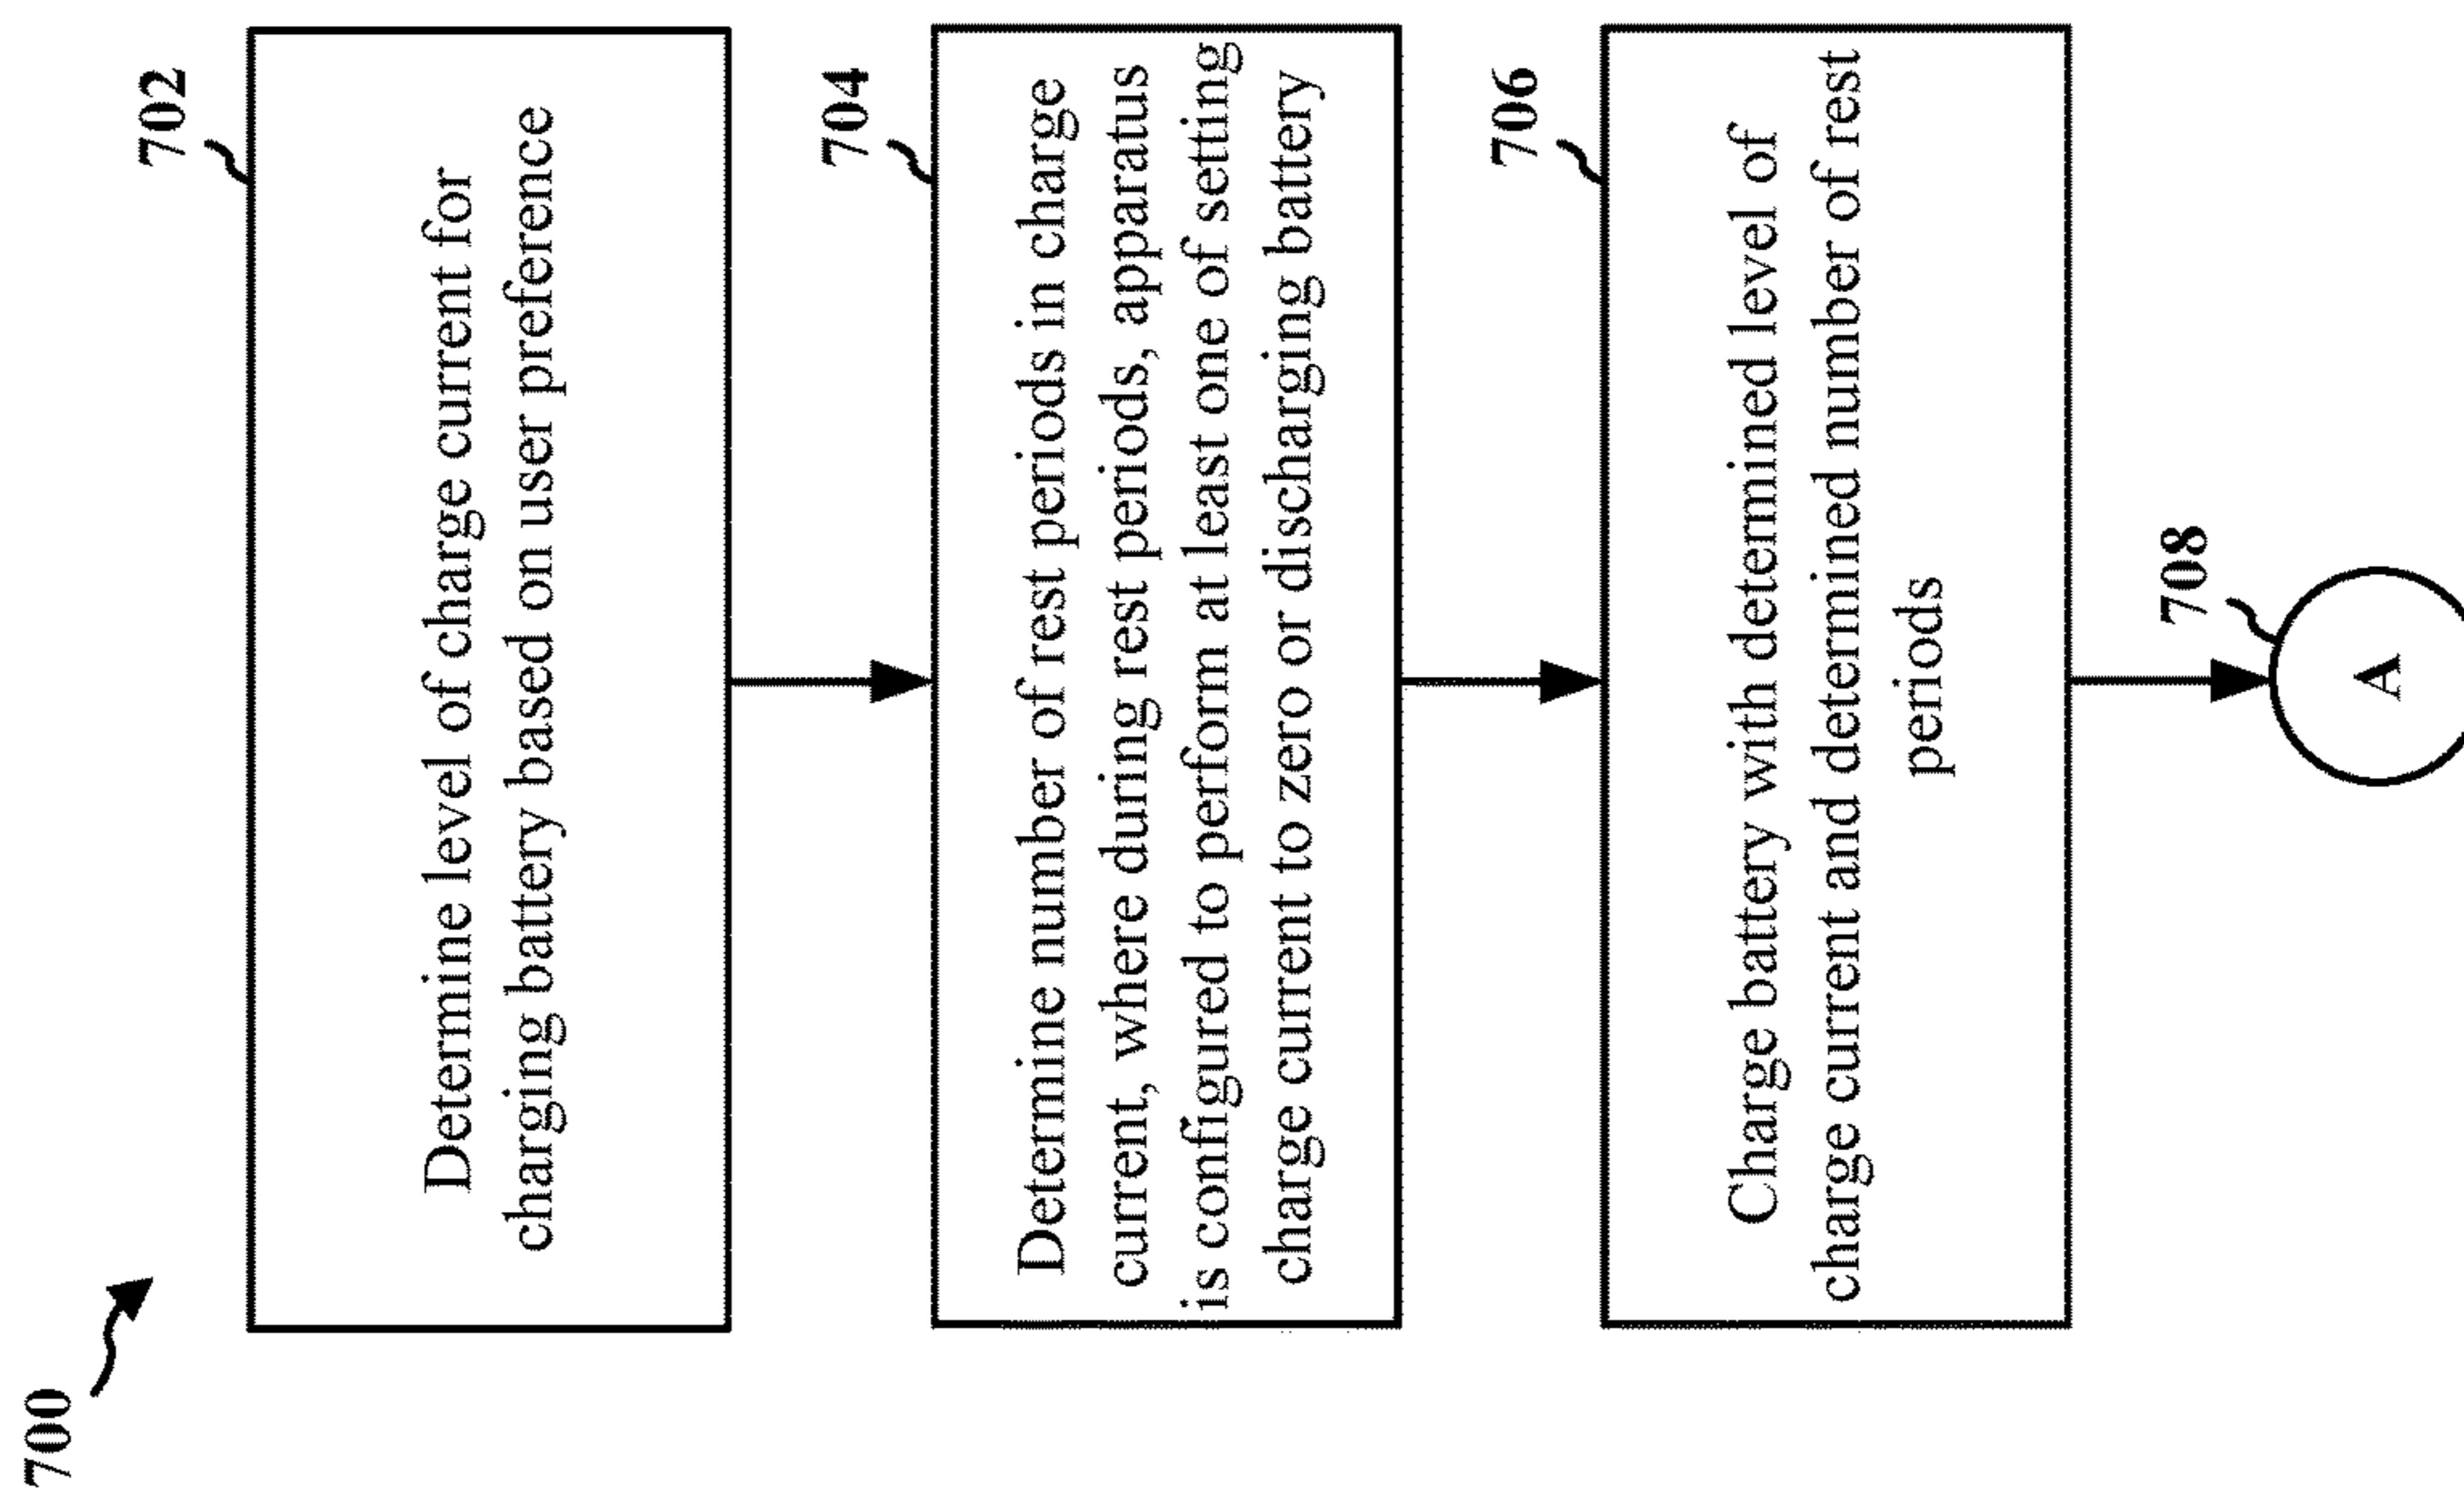 700
702
Determine level of charge current for
charging battery based on user preference
704
Determine number of rest periods in charge
current, where during rest periods, apparatus
is configured to perform at least one of setting
charge current to zero or discharging battery
706
Charge battery with determined level of
charge current and determined number of rest
periods
708
A